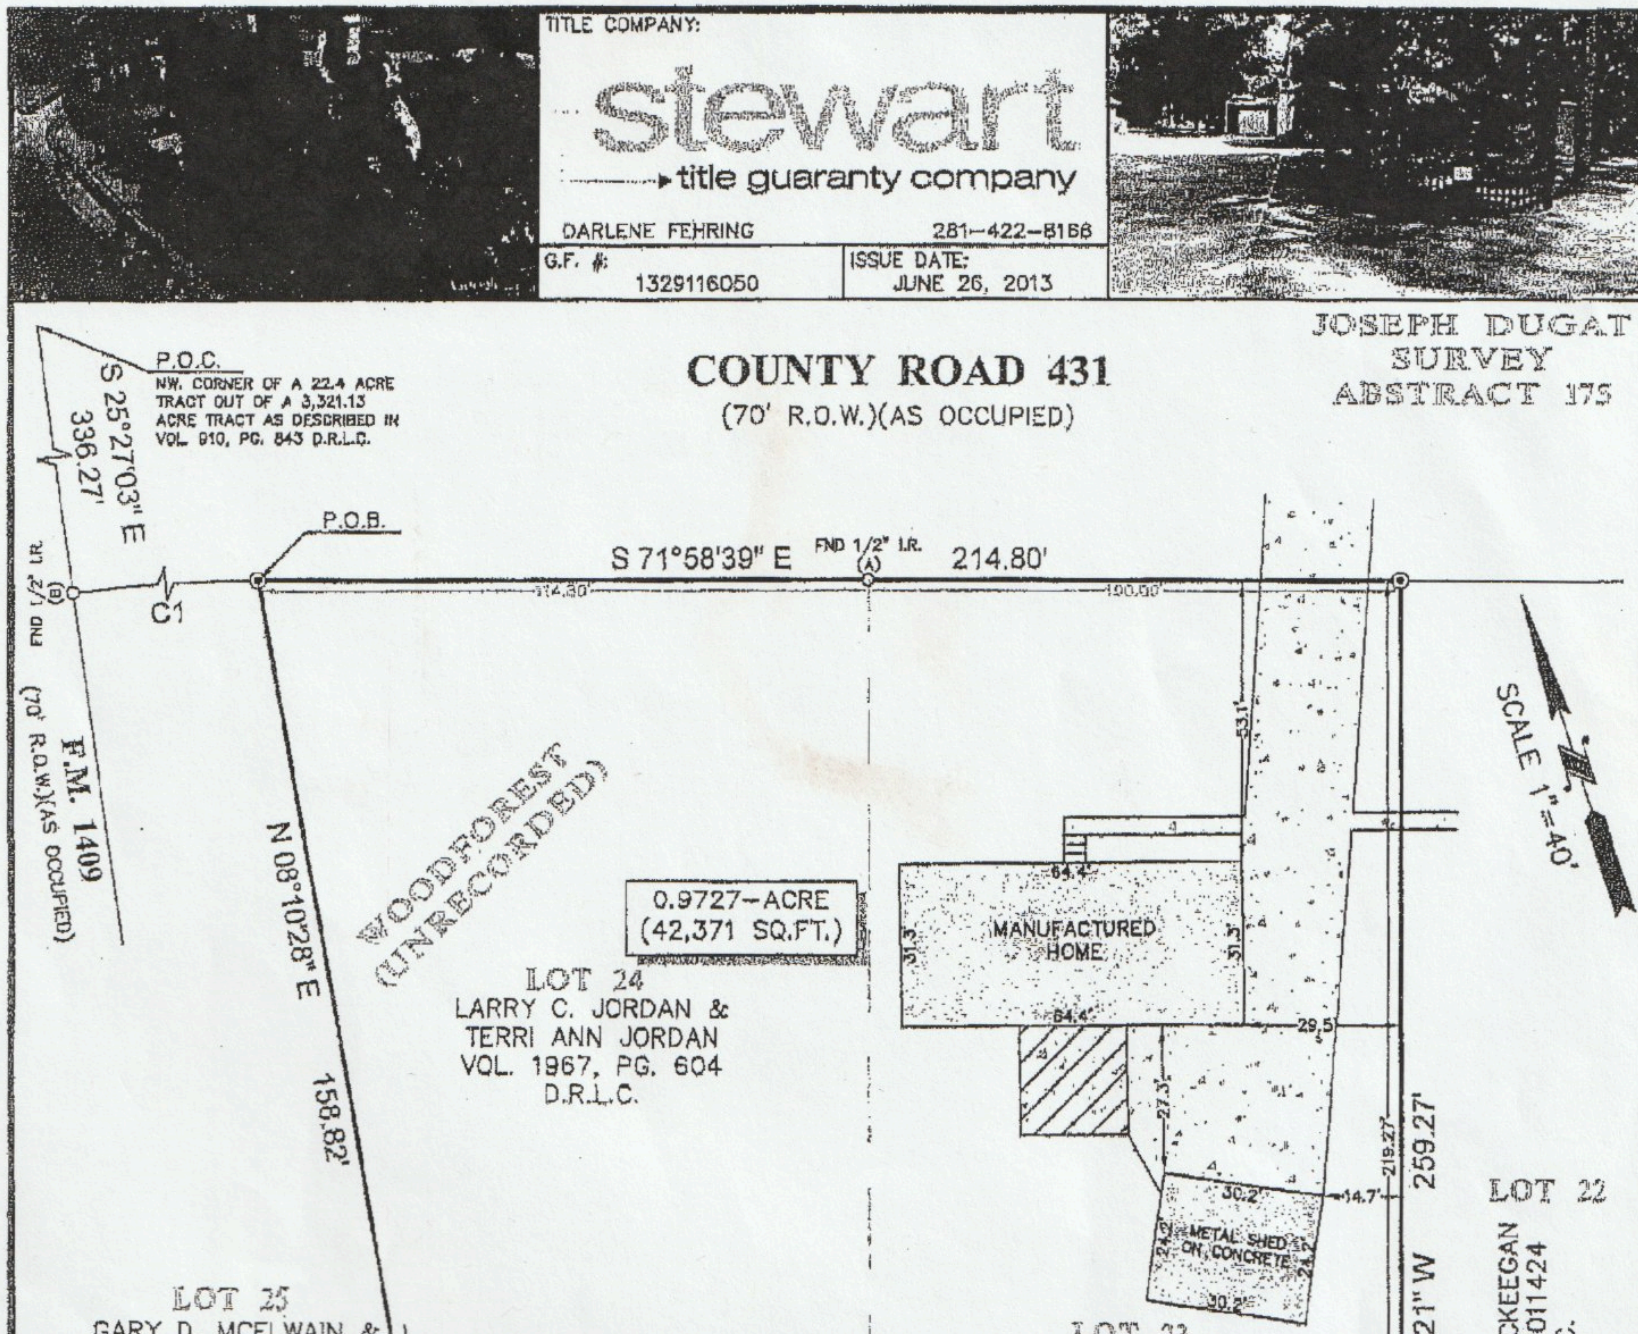 TITLE COMPANY:
stewart
title guaranty company
DARLENE FEHRING 281-422-8168
G.F. #:
1329116050
ISSUE DATE:
JUNE 26, 2013
JOSEPH DUGAT
SURVEY
ABSTRACT 175
COUNTY ROAD 431
(70' R.O.W.)(AS OCCUPIED)
P.O.C.
NW. CORNER OF A 22.4 ACRE
TRACT OUT OF A 3,321.13
ACRE TRACT AS DESCRIBED IN
VOL. 910, PG. 843 D.R.L.C.
S 25°27'03" E
336.27'
P.O.B.
S 71°58'39" E
FND 1/2" I.R.
(A)
214.80'
114.80'
100.00'
FND 1/2" I.R.
(B)
C1
F.M. 1409
(70' R.O.W.)(AS OCCUPIED)
N 08°10'28" E
158.82'
WOODFOREST
(UNRECORDED)
SCALE 1"=40'
53.1'
0.9727-ACRE
(42,371 SQ.FT.)
64.4'
31.3'
MANUFACTURED
HOME
31.3'
64.4'
29.5
LOT 24
LARRY C. JORDAN &
TERRI ANN JORDAN
VOL. 1967, PG. 604
D.R.L.C.
27.3'
219.27'
259.27'
30.2'
14.7'
24.2'
METAL SHED
ON CONCRETE
24.2'
30.2'
21" W
LOT 22
CKEEGAN
011424
LOT 25
GARY D. MCELWAIN &